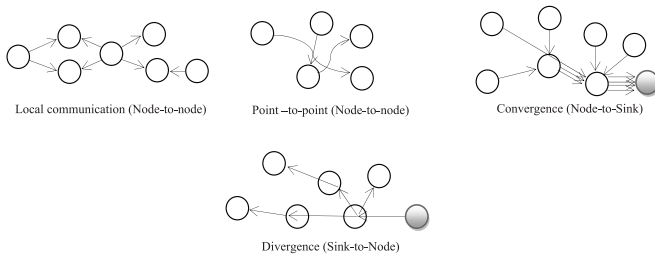 Local communication (Node-to-node)
Point –to-point (Node-to-node)
Convergence (Node-to-Sink)
Divergence (Sink-to-Node)